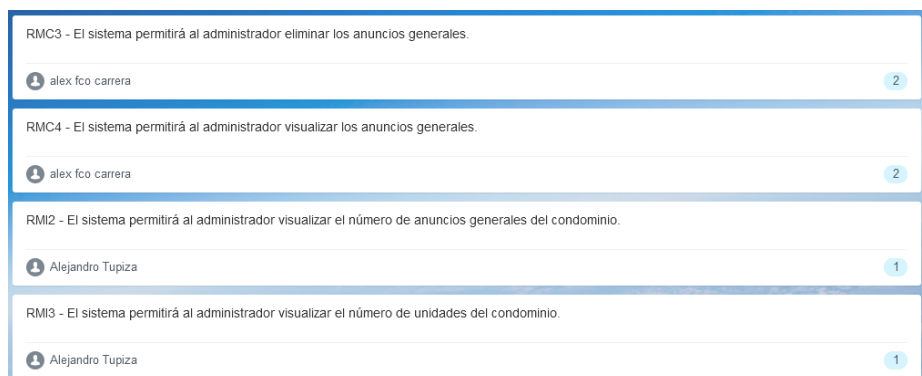 RMC3 - El sistema permitirá al administrador eliminar los anuncios generales.
alex fco carrera
2
RMC4 - El sistema permitirá al administrador visualizar los anuncios generales.
alex fco carrera
2
RMI2 - El sistema permitirá al administrador visualizar el número de anuncios generales del condominio.
Alejandro Tupiza
1
RMI3 - El sistema permitirá al administrador visualizar el número de unidades del condominio.
Alejandro Tupiza
1